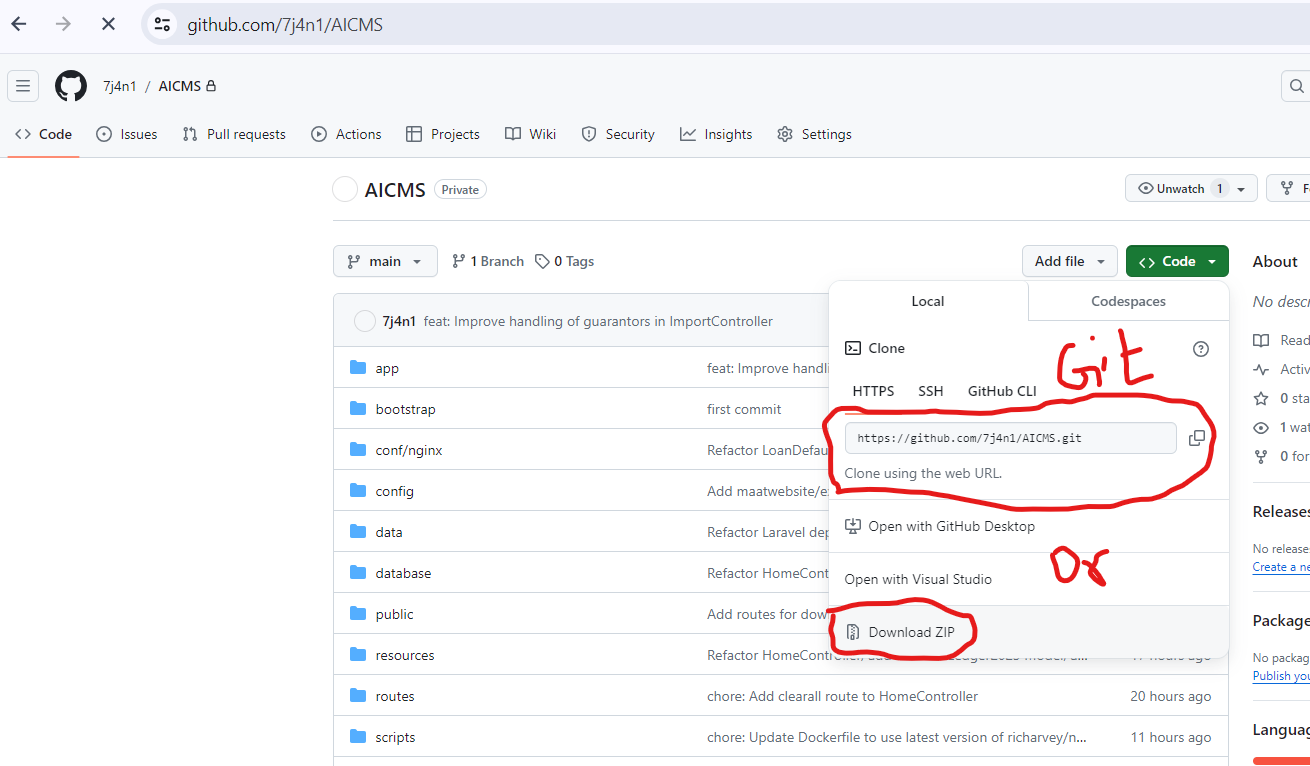 github.com/7j4n1/AICMS
7j4n1 / AICMS
Code Issues Pull requests Actions Projects Wiki Security Insights Settings
AICMS Private
Unwatch 1
main 1 Branch 0 Tags
Add file Code
About
Local Codespaces
No descr
7j4n1 feat: Improve handling of guarantors in ImportController
Clone
Git
HTTPS SSH GitHub CLI
https://github.com/7j4n1/AICMS.git
Clone using the web URL.
Open with GitHub Desktop
Or
Open with Visual Studio
Download ZIP
app feat: Improve handli
bootstrap first commit
conf/nginx Refactor LoanDefau
config Add maatwebsite/e
data Refactor Laravel dep
database Refactor HomeCont
public Add routes for dow
resources
routes chore: Add clearall route to HomeController 20 hours ago
scripts chore: Update Dockerfile to use latest version of richarvey/n... 11 hours ago
Read
Activ
0 sta
1 wat
0 for
Releases
No release
Create a ne
Package
No packag
Publish you
Languag